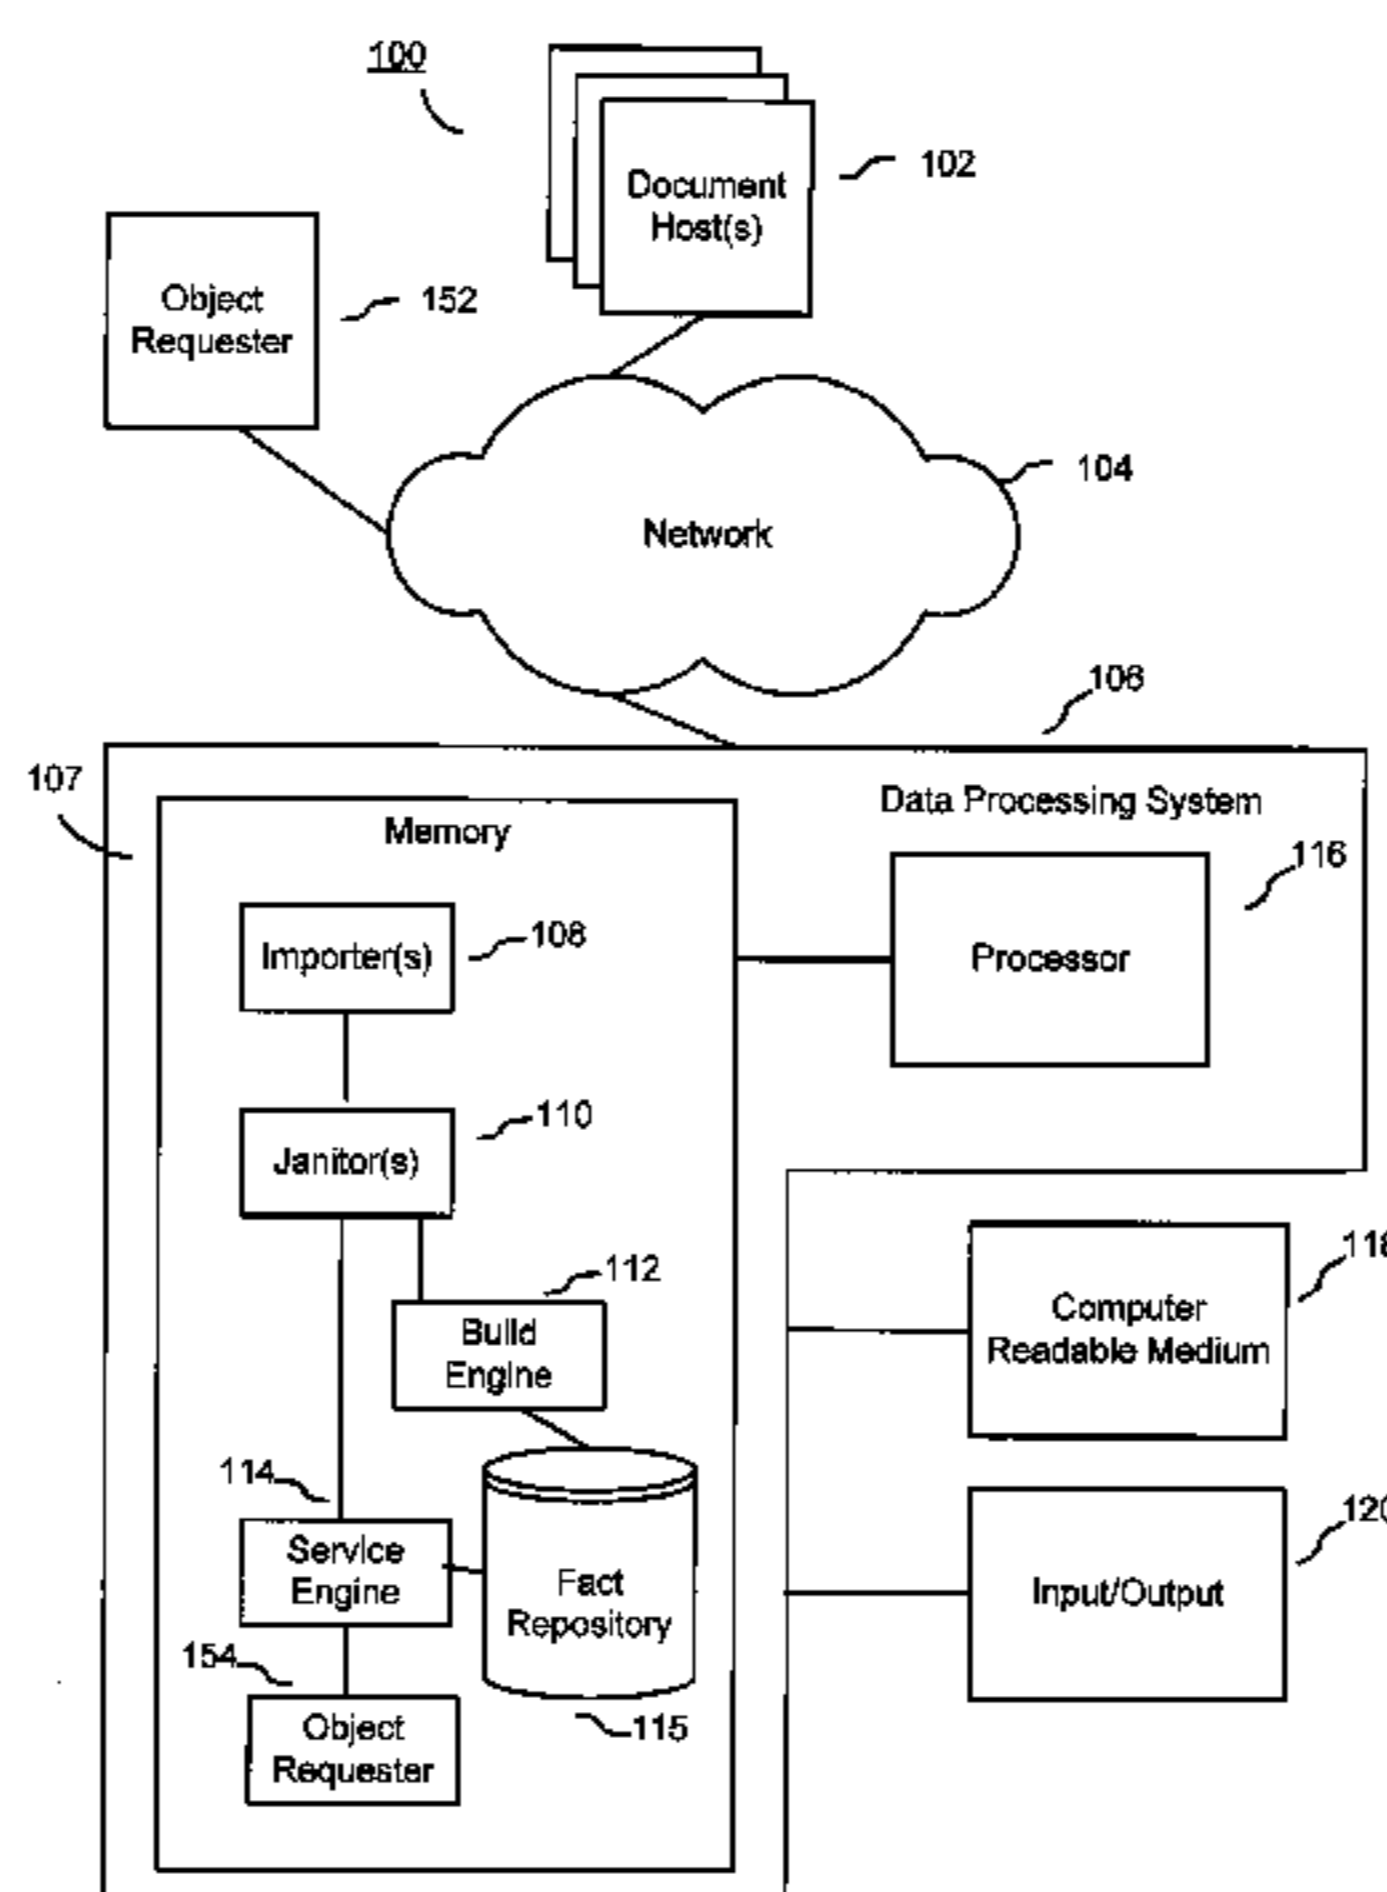 100
Document
Host(s)
102
Object
Requester
152
104
Network
106
107
Data Processing System
Memory
116
Importer(s)
108
Processor
110
Janitor(s)
112
118
Build
Engine
Computer
Readable Medium
114
120
Service
Engine
Fact
Repository
Input/Output
154
115
Object
Requester